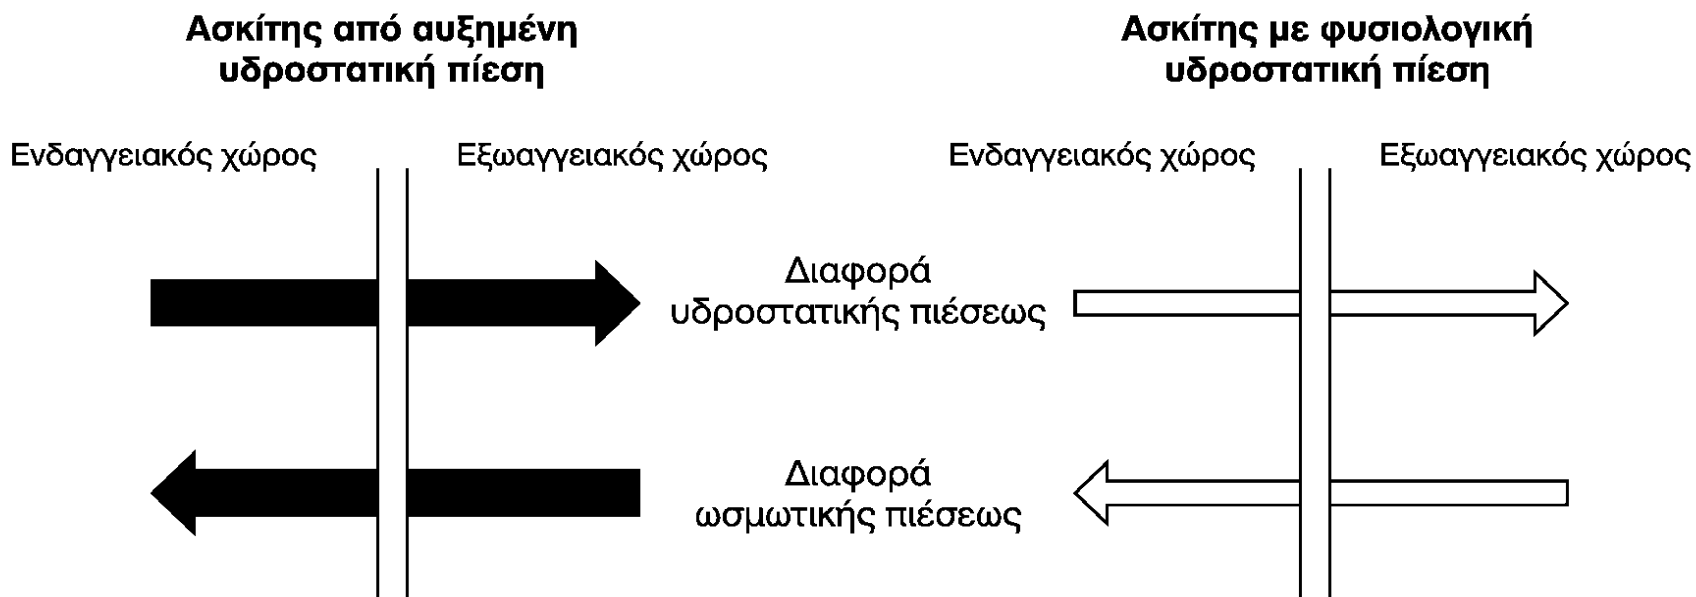 Ασκίτης από αυξημένη
υδροστατική πίεση
Ασκίτης με φυσιολογική
υδροστατική πίεση
Ενδαγγειακός χώρος
Εξωαγγειακός χώρος
Ενδαγγειακός χώρος
Εξωαγγειακός χώρος
Διαφορά
υδροστατικής πιέσεως
Διαφορά
ωσμωτικής πιέσεως